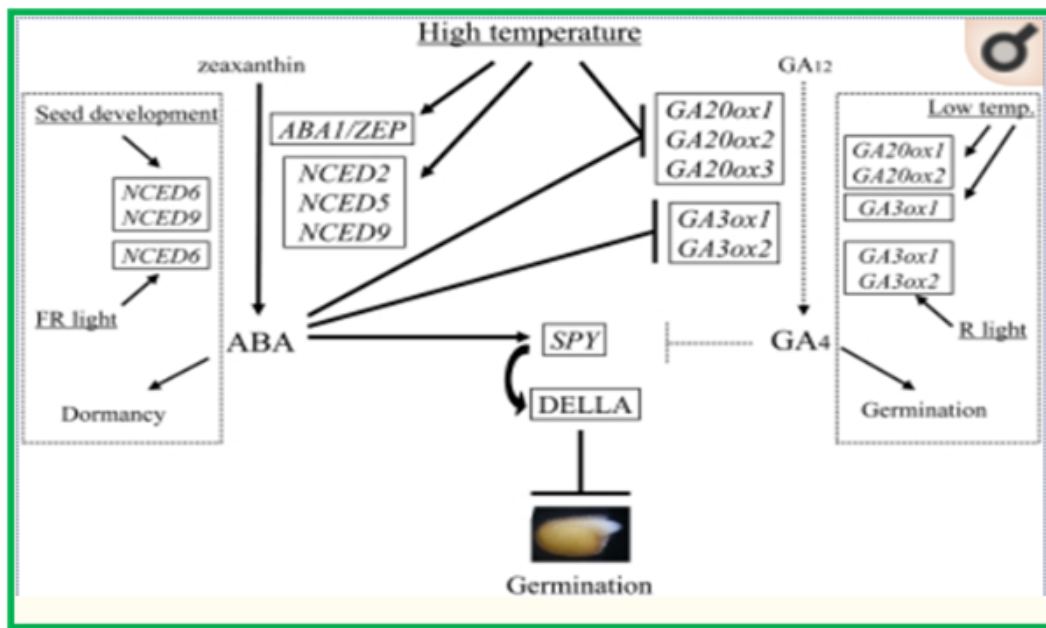 High temperature
zeaxanthin
GA12
Seed development
Low temp.
ABA1/ZEP
GA20ox1
GA20ox2
GA20ox3
GA20ox1
GA20ox2
NCED2
NCED5
NCED9
NCED6
NCED9
GA3ox1
GA3ox1
GA3ox2
NCED6
GA3ox1
GA3ox2
FR light
ABA
SPY
GA4
R light
Dormancy
DELLA
Germination
Germination